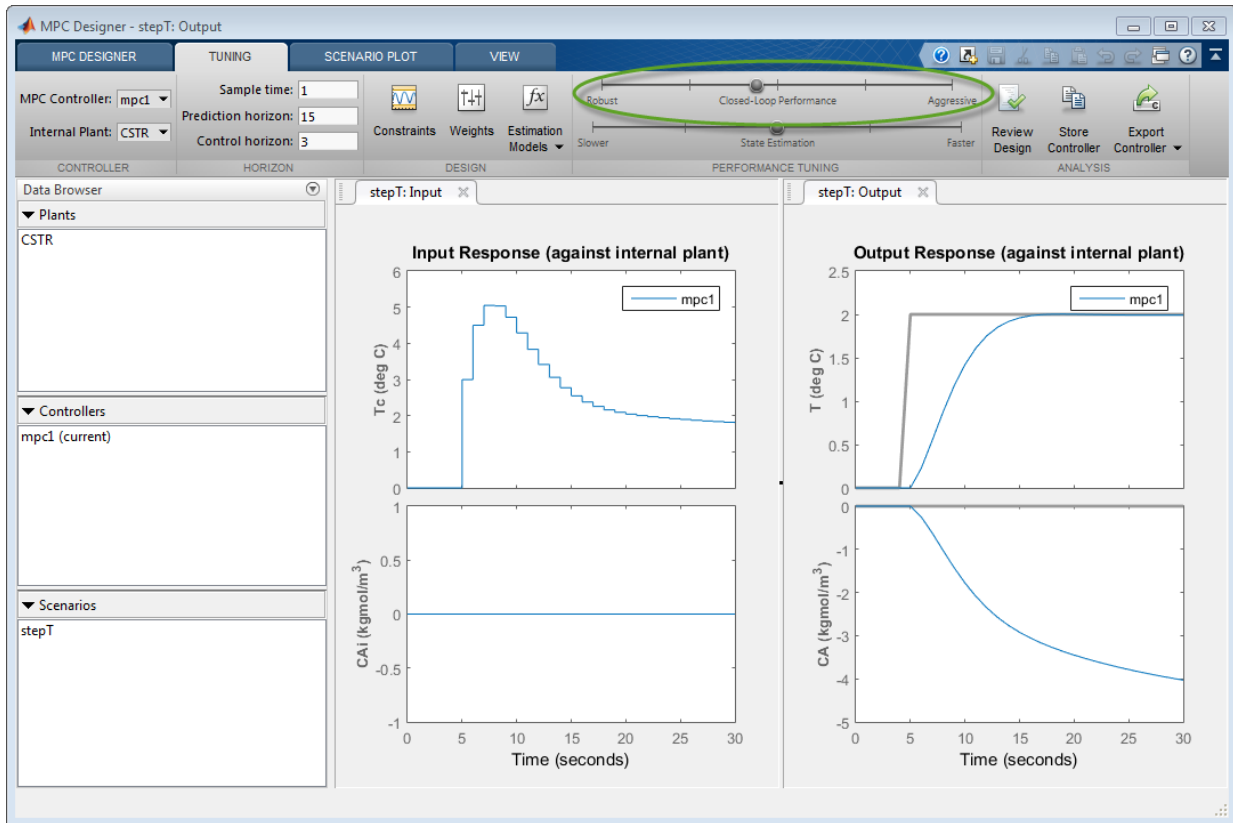 MPC Designer - stepT: Output
MPC DESIGNER TUNING SCENARIO PLOT VIEW
MPC Controller: mpc1
Internal Plant: CSTR
CONTROLLER
Sample time: 1
Prediction horizon: 15
Control horizon: 3
HORIZON
Constraints Weights Estimation Models
fx
DESIGN
Robust Closed-Loop Performance Aggressive
Slower State Estimation Faster
PERFORMANCE TUNING
Review Design
Store Controller
Export Controller
ANALYSIS
Data Browser
Plants
CSTR
Controllers
mpc1 (current)
Scenarios
stepT
stepT: Input
Input Response (against internal plant)
mpc1
Tc (deg C)
6
5
4
3
2
1
0
CAi (kgmol/m³)
1
0.5
0
-0.5
-1
0 5 10 15 20 25 30
Time (seconds)
stepT: Output
Output Response (against internal plant)
mpc1
T (deg C)
2.5
2
1.5
1
0.5
0
CA (kgmol/m³)
0
-1
-2
-3
-4
-5
0 5 10 15 20 25 30
Time (seconds)